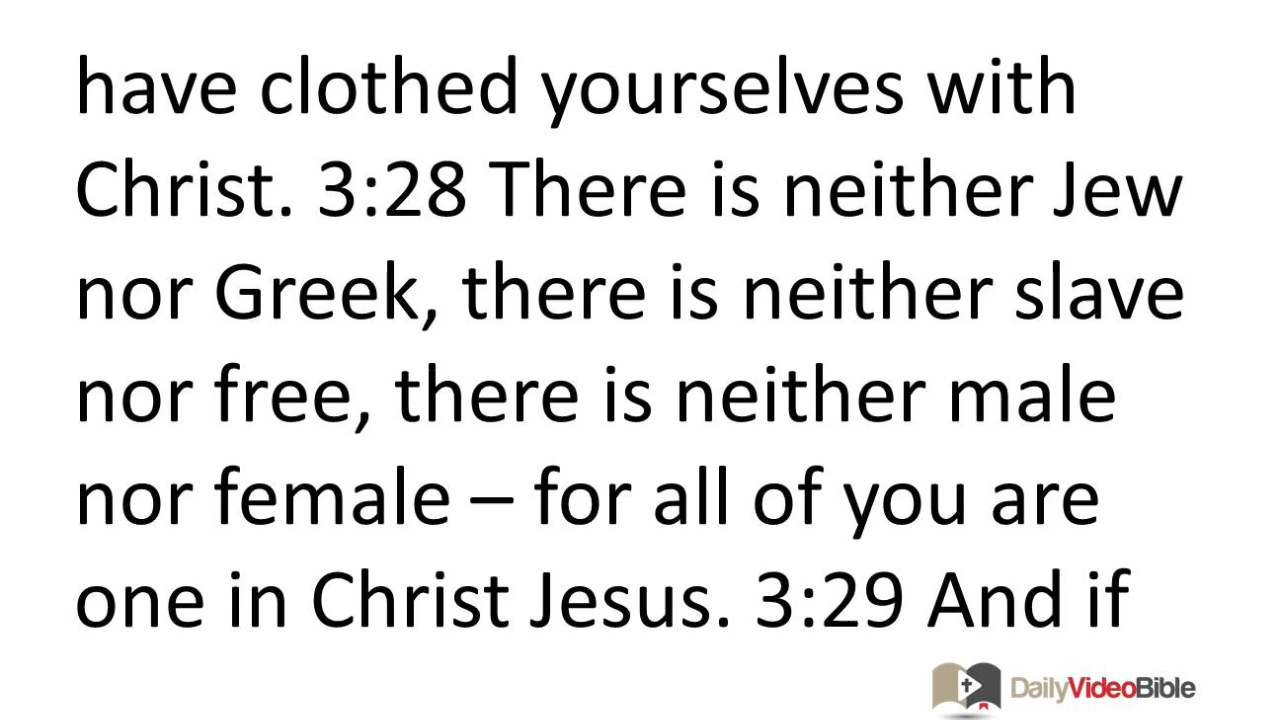 have clothed yourselves with
Christ. 3:28 There is neither Jew
nor Greek, there is neither slave
nor free, there is neither male
nor female – for all of you are
one in Christ Jesus. 3:29 And if
DailyVideoBible